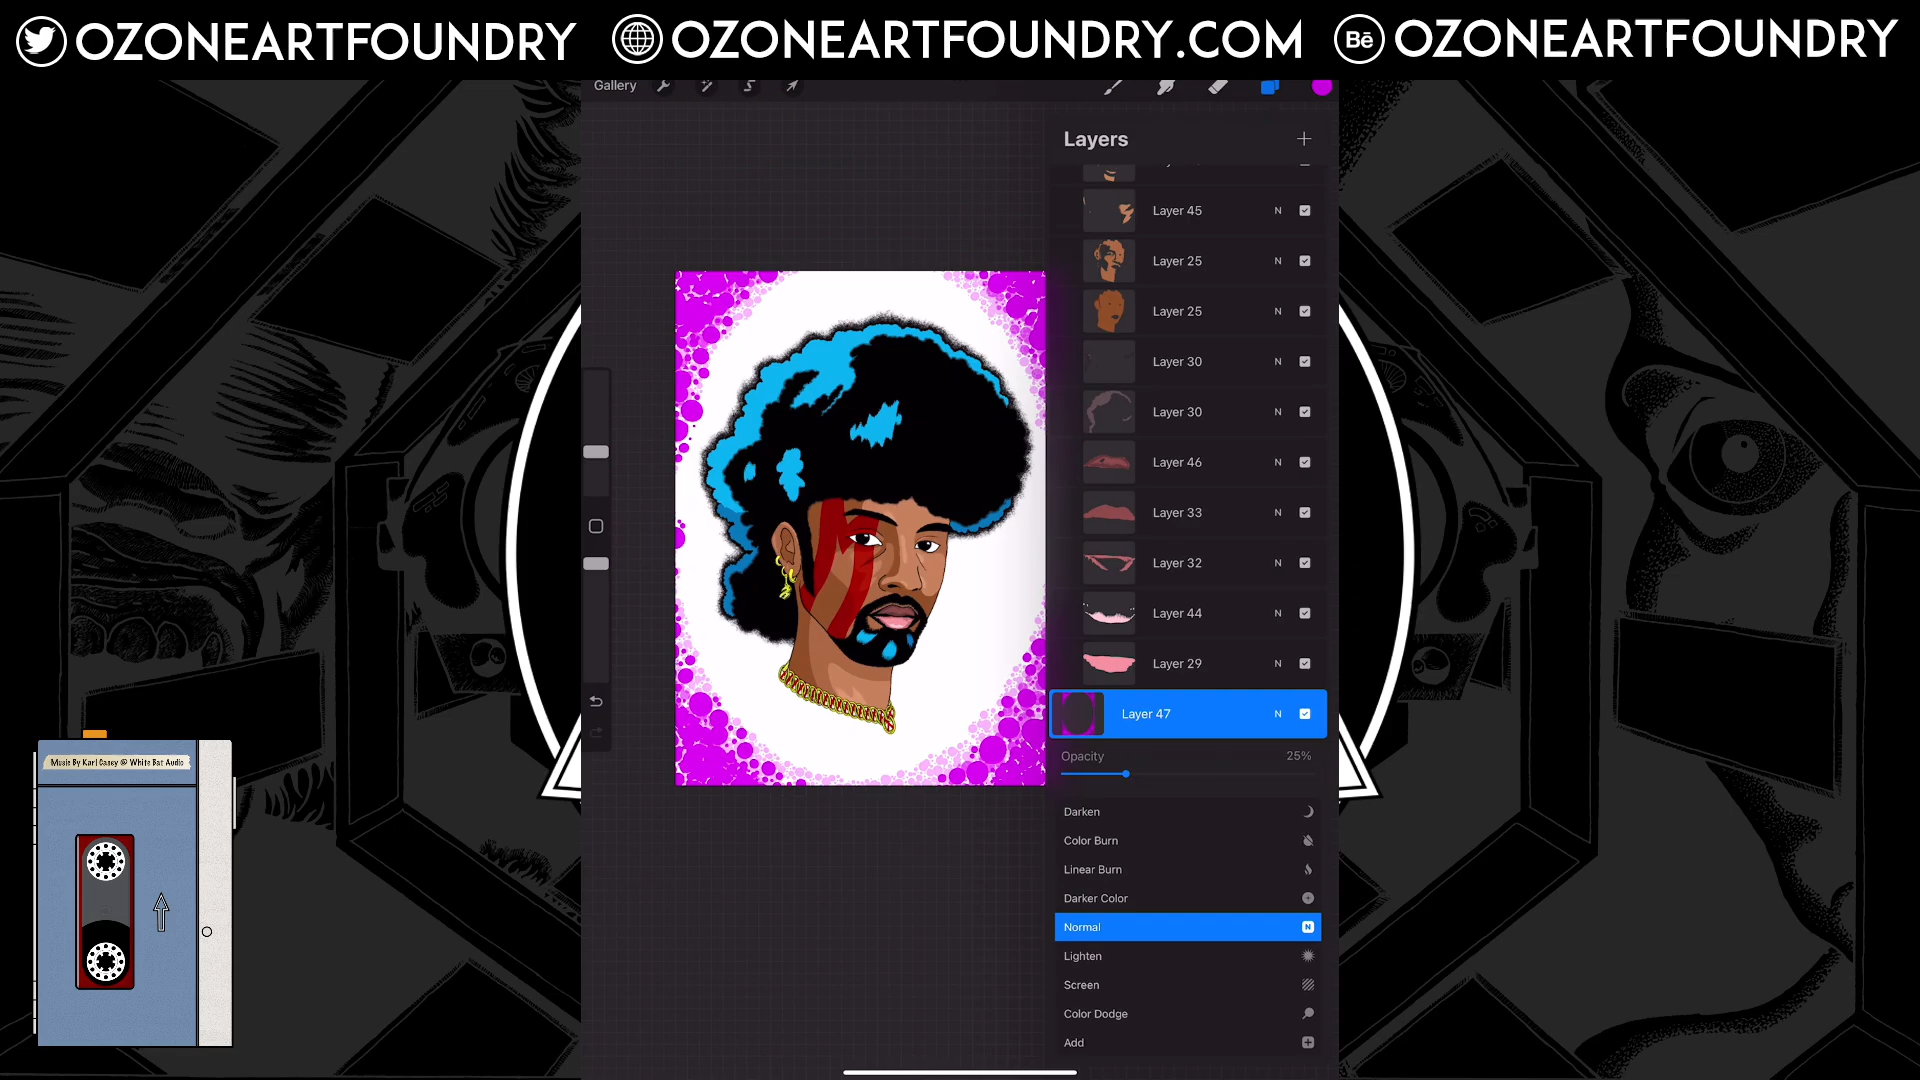 OZONEARTFOUNDRY
OZONEARTFOUNDRY.COM
Bē OZONEARTFOUNDRY
Gallery
Layers
Layer 45 N
Layer 25 N
Layer 25 N
Layer 30 N
Layer 30 N
Layer 46 N
Layer 33 N
Layer 32 N
Layer 44 N
Layer 29 N
Layer 47 N
Opacity 25%
Darken
Color Burn
Linear Burn
Darker Color
Normal N
Lighten
Screen
Color Dodge
Add
Music By Karl Casey @ White Bat Audio